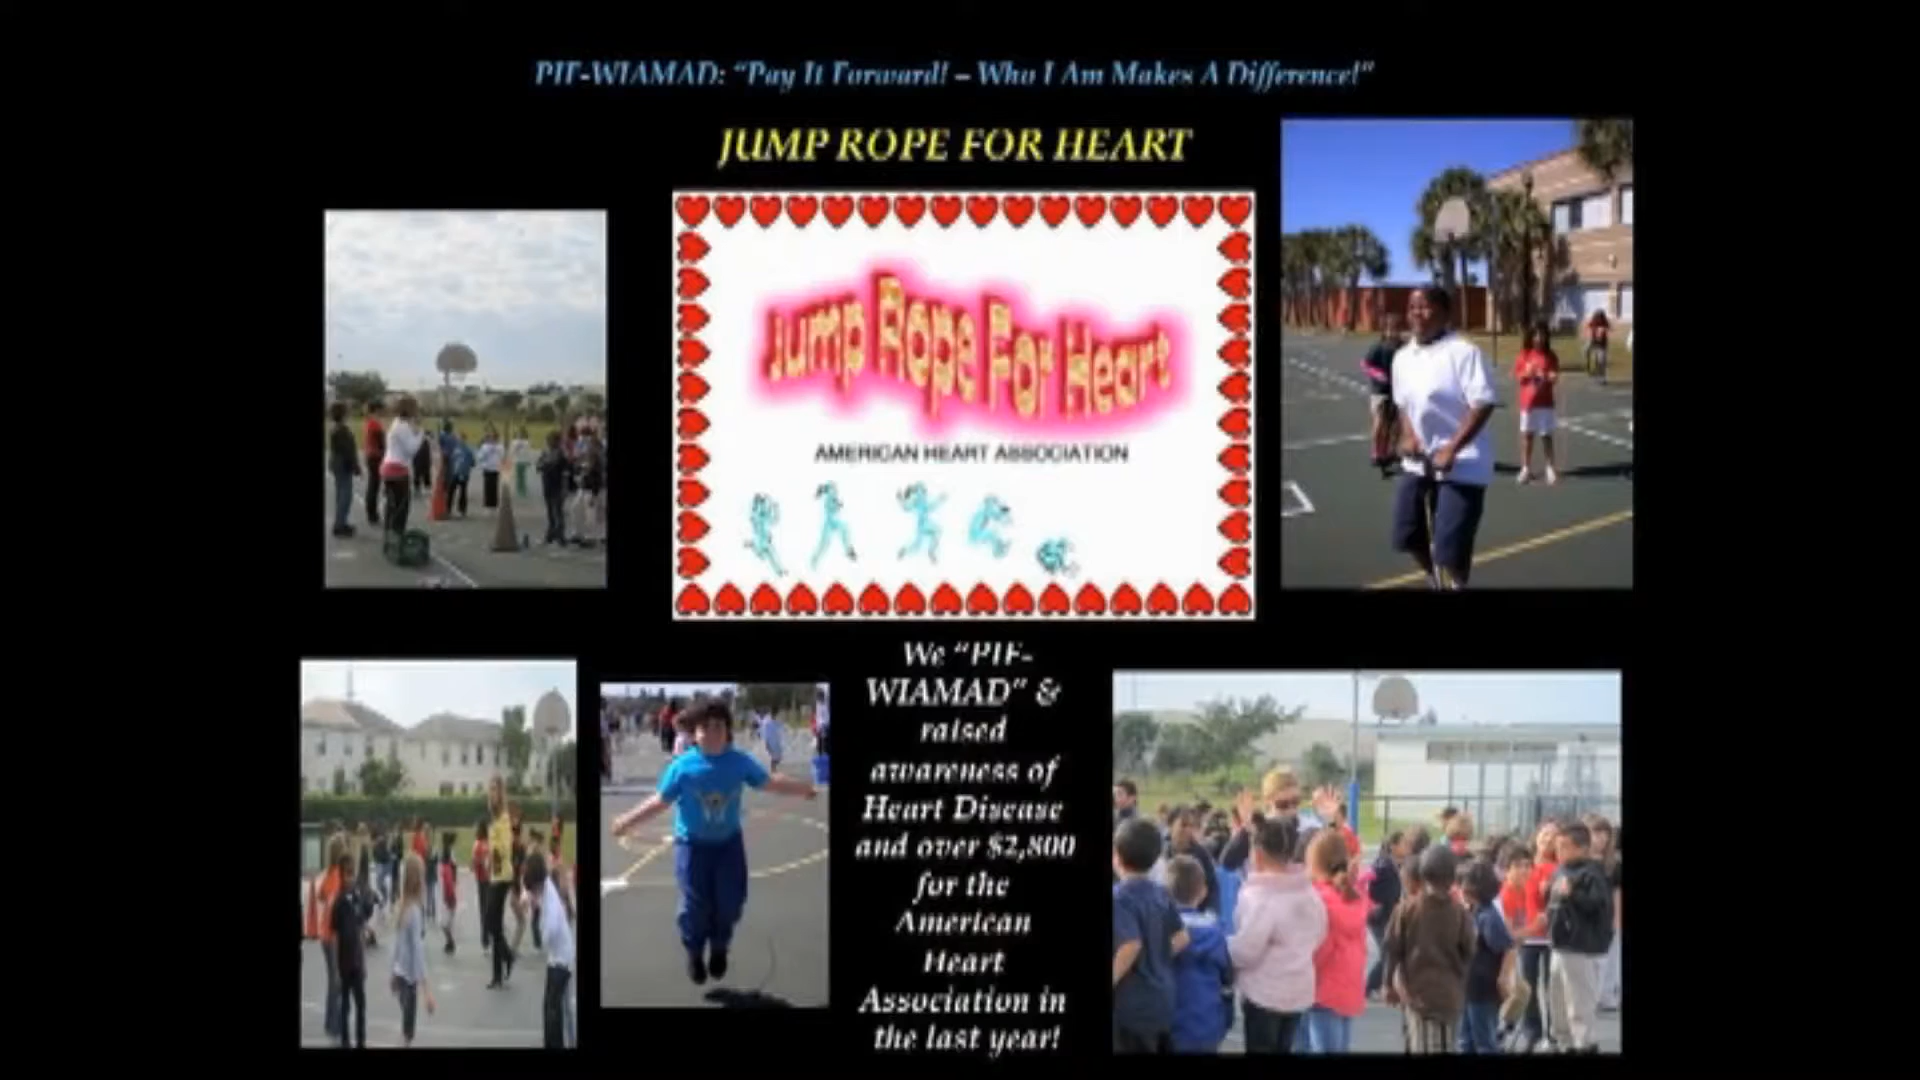 PIF-WIAMAD: "Pay It Forward! – Who I Am Makes A Difference!"
JUMP ROPE FOR HEART
Jump Rope For Heart
AMERICAN HEART ASSOCIATION
We "PIF-
WIAMAD" &
raised
awareness of
Heart Disease
and over $2,800
for the
American
Heart
Association in
the last year!